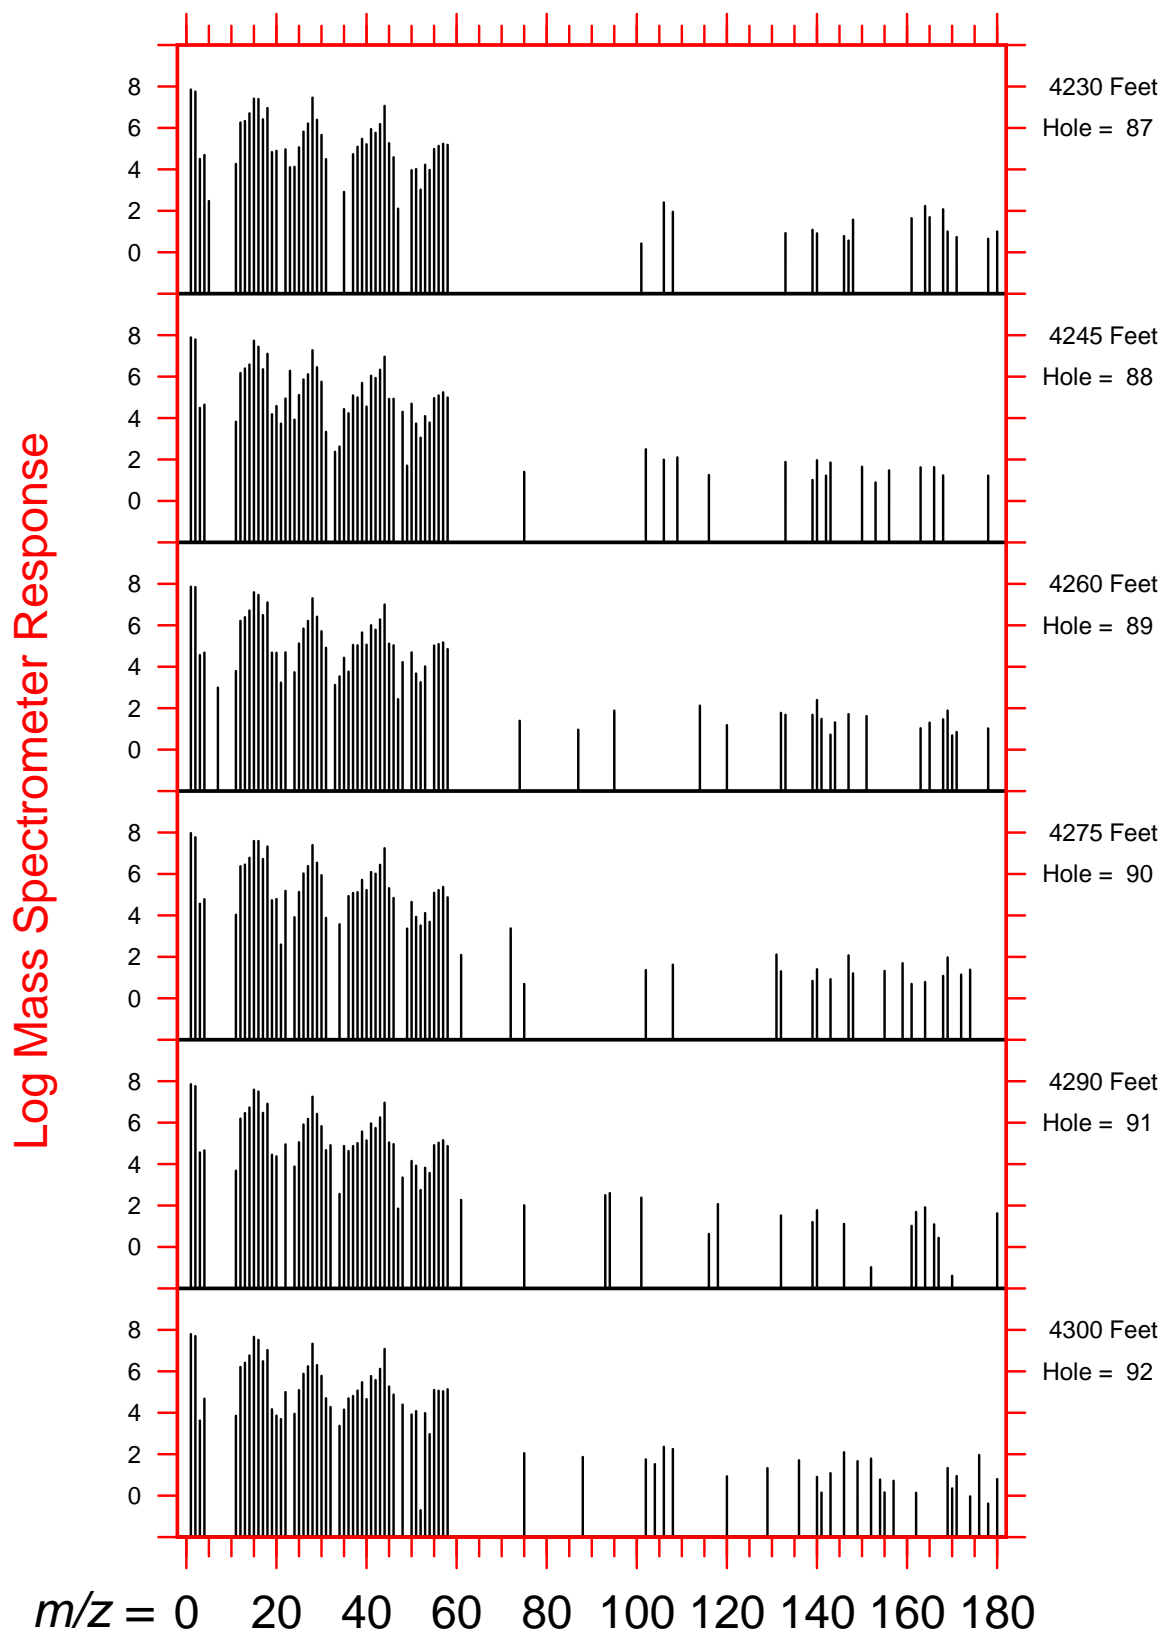 8 4230 Feet
6 Hole = 87
4
2
0
8 4245 Feet
6 Hole = 88
4
2
0
8 4260 Feet
6 Hole = 89
4
2
0
8 4275 Feet
6 Hole = 90
4
2
0
8 4290 Feet
6 Hole = 91
4
2
0
8 4300 Feet
6 Hole = 92
4
2
0
Log Mass Spectrometer Response
m/z = 0 20 40 60 80 100 120 140 160 180